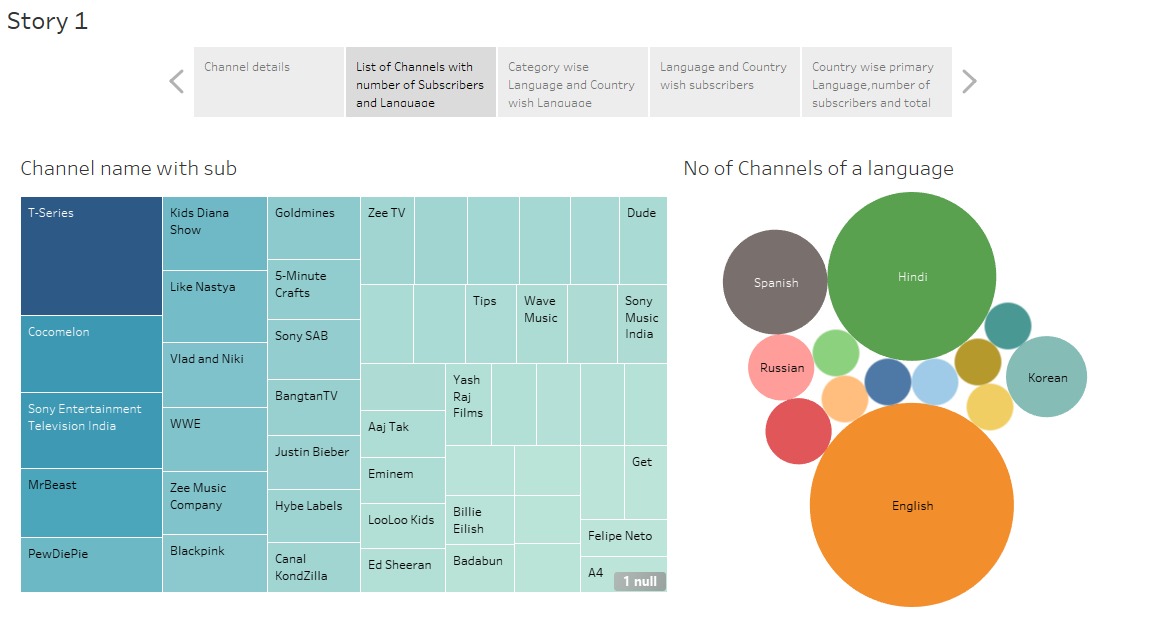 Story 1
Channel details
List of Channels with
number of Subscribers
and Language
Category wise
Language and Country
wish Language
Language and Country
wish subscribers
Country wise primary
Language,number of
subscribers and total
Channel name with sub
T-Series
Cocomelon
Sony Entertainment
Television India
MrBeast
PewDiePie
Kids Diana
Show
Like Nastya
Vlad and Niki
WWE
Zee Music
Company
Blackpink
Goldmines
5-Minute
Crafts
Sony SAB
BangtanTV
Justin Bieber
Hybe Labels
Canal
KondZilla
Zee TV
Dude
Tips
Wave
Music
Sony
Music
India
Aaj Tak
Eminem
LooLoo Kids
Ed Sheeran
Yash
Raj
Films
Billie
Eilish
Badabun
Get
Felipe Neto
A4
1 null
No of Channels of a language
Spanish
Hindi
Russian
Korean
English